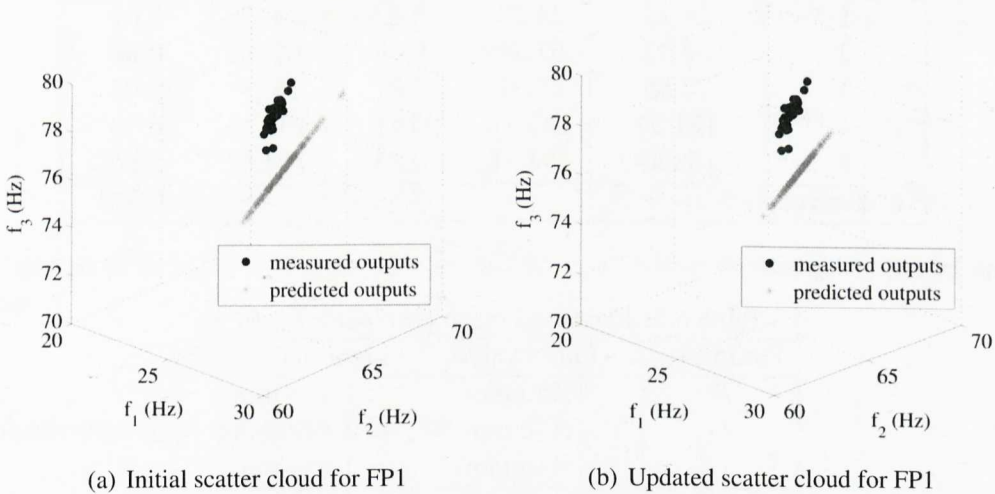 80
78
76
74
72
70
f3 (Hz)
measured outputs
predicted outputs
20
25
30
f1 (Hz)
60
65
70
f2 (Hz)
(a) Initial scatter cloud for FP1
80
78
76
74
72
70
f3 (Hz)
measured outputs
predicted outputs
20
25
30
f1 (Hz)
60
65
70
f2 (Hz)
(b) Updated scatter cloud for FP1